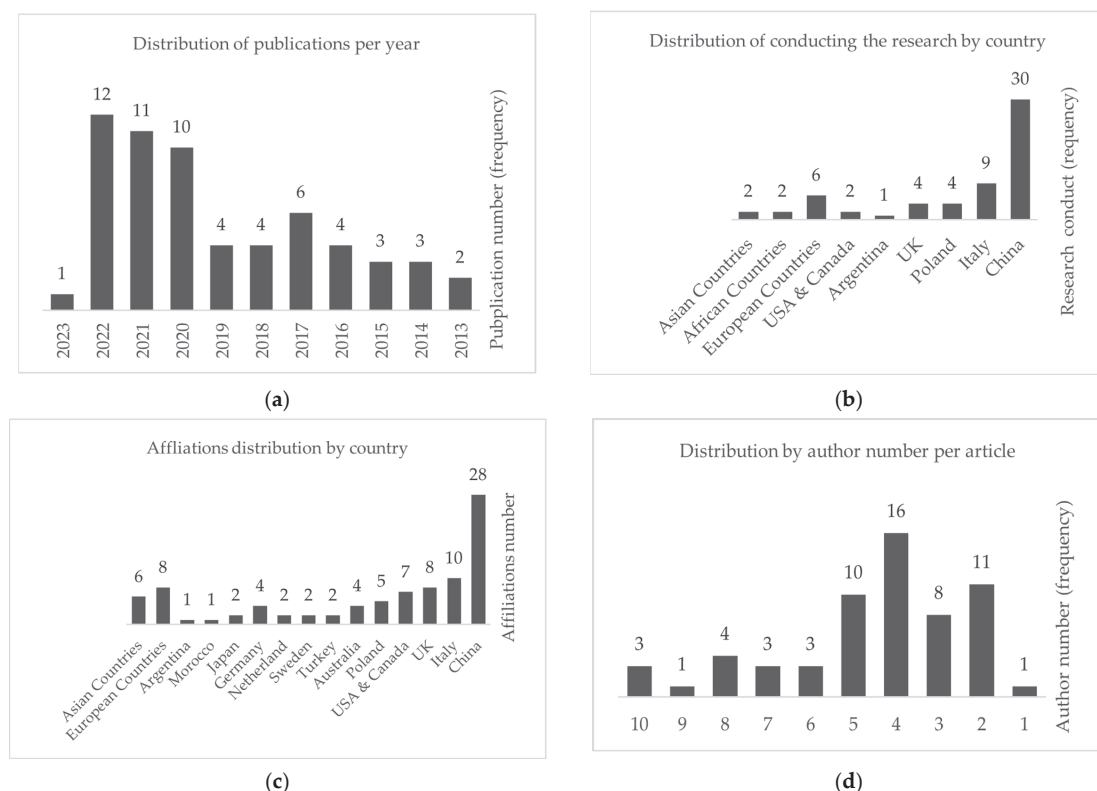 Distribution of publications per year
1 12 11 10 4 4 6 4 3 3 2
2023 2022 2021 2020 2019 2018 2017 2016 2015 2014 2013
Pubplication number (frequency)
(a)
Distribution of conducting the research by country
2 2 6 2 1 4 4 9 30
Asian Countries
African Countries
European Countries
USA & Canada
Argentina
UK
Poland
Italy
China
Research conduct (requency)
(b)
Affliations distribution by country
6 8 1 1 2 4 2 2 2 4 5 7 8 10 28
Asian Countries
European Countries
Argentina
Morocco
Japan
Germany
Netherland
Sweden
Turkey
Australia
Poland
USA & Canada
UK
Italy
China
Affiliations number
(c)
Distribution by author number per article
3 1 4 3 3 10 16 8 11 1
10 9 8 7 6 5 4 3 2 1
Author number (frequency)
(d)